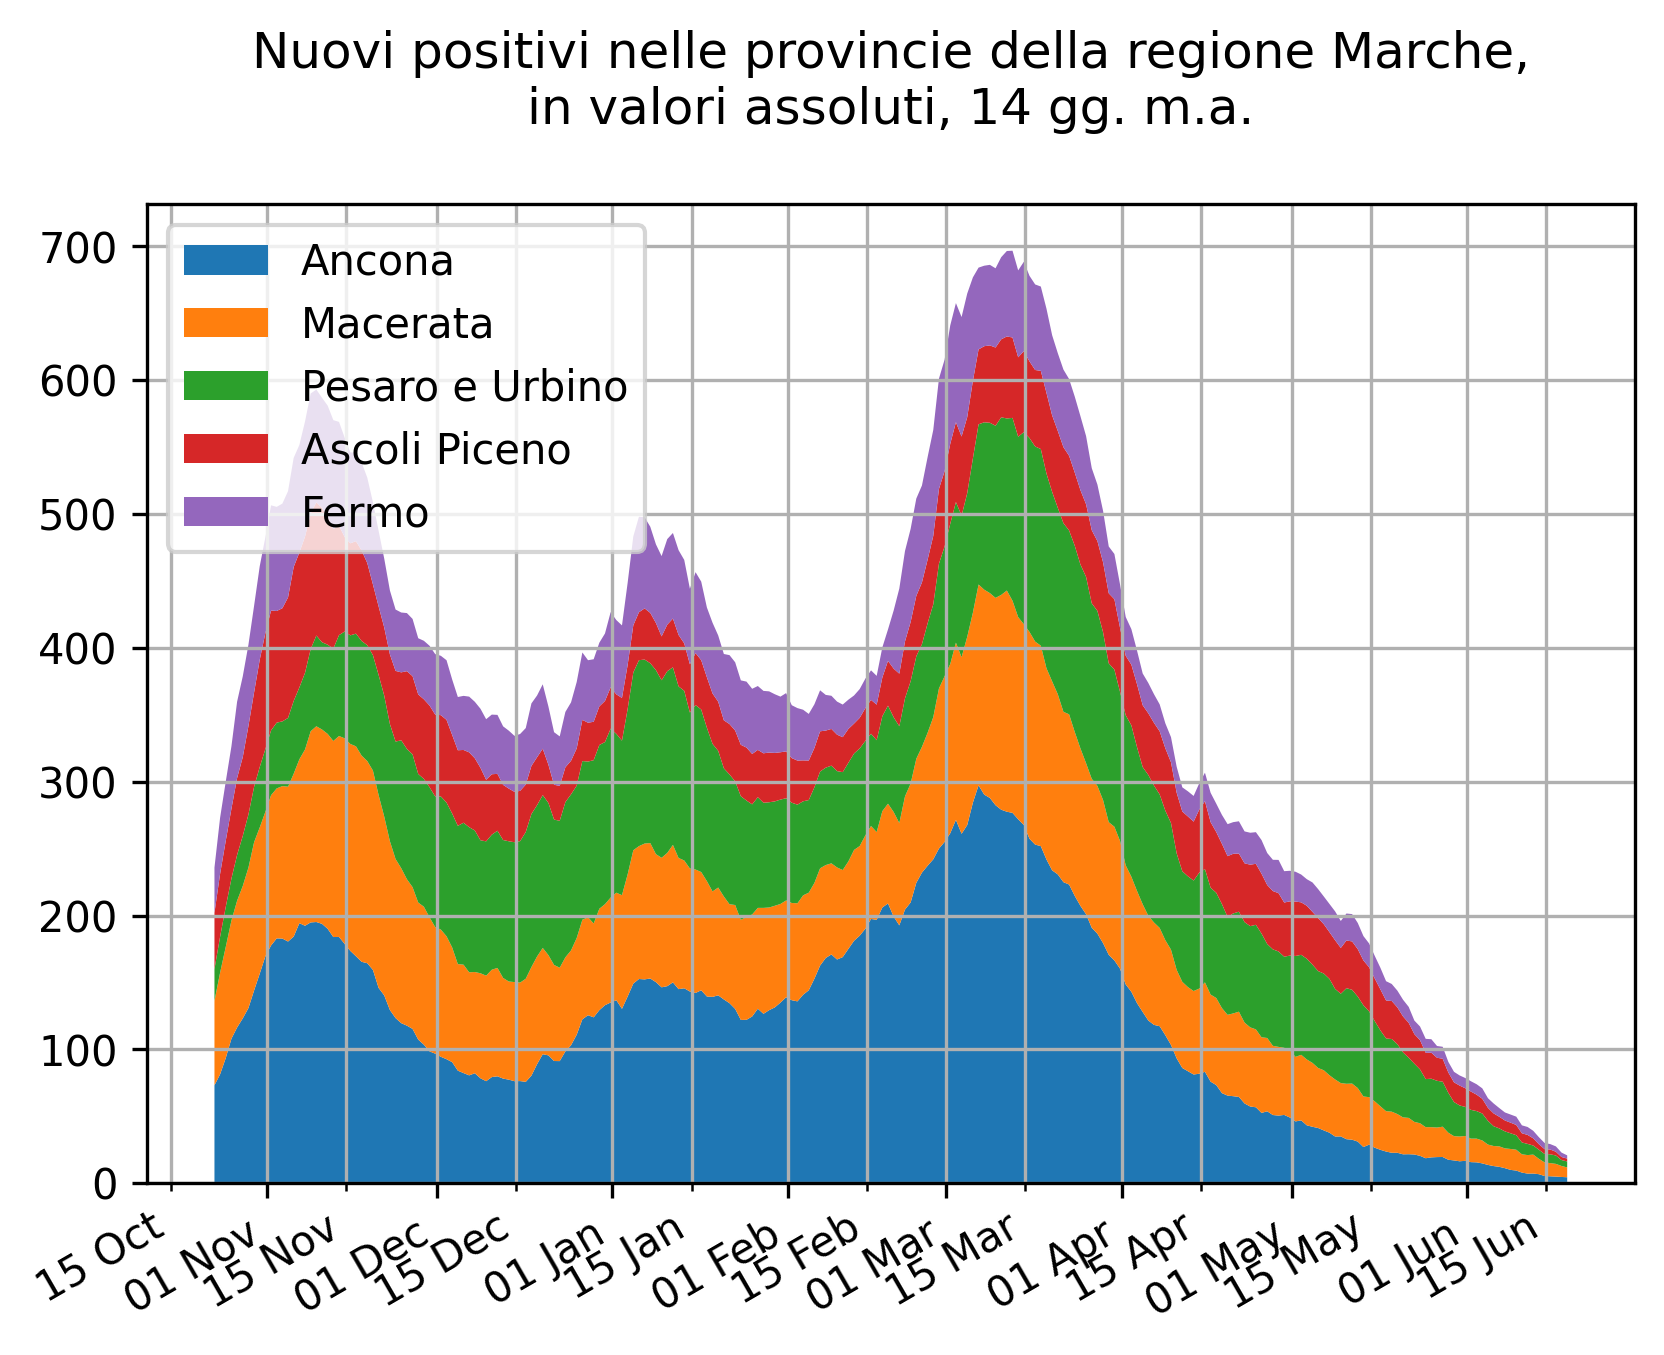 Nuovi positivi nelle provincie della regione Marche,
in valori assoluti, 14 gg. m.a.
700
600
500
400
300
200
100
0
Ancona
Macerata
Pesaro e Urbino
Ascoli Piceno
Fermo
15 Oct
01 Nov
15 Nov
01 Dec
15 Dec
01 Jan
15 Jan
01 Feb
15 Feb
01 Mar
15 Mar
01 Apr
15 Apr
01 May
15 May
01 Jun
15 Jun